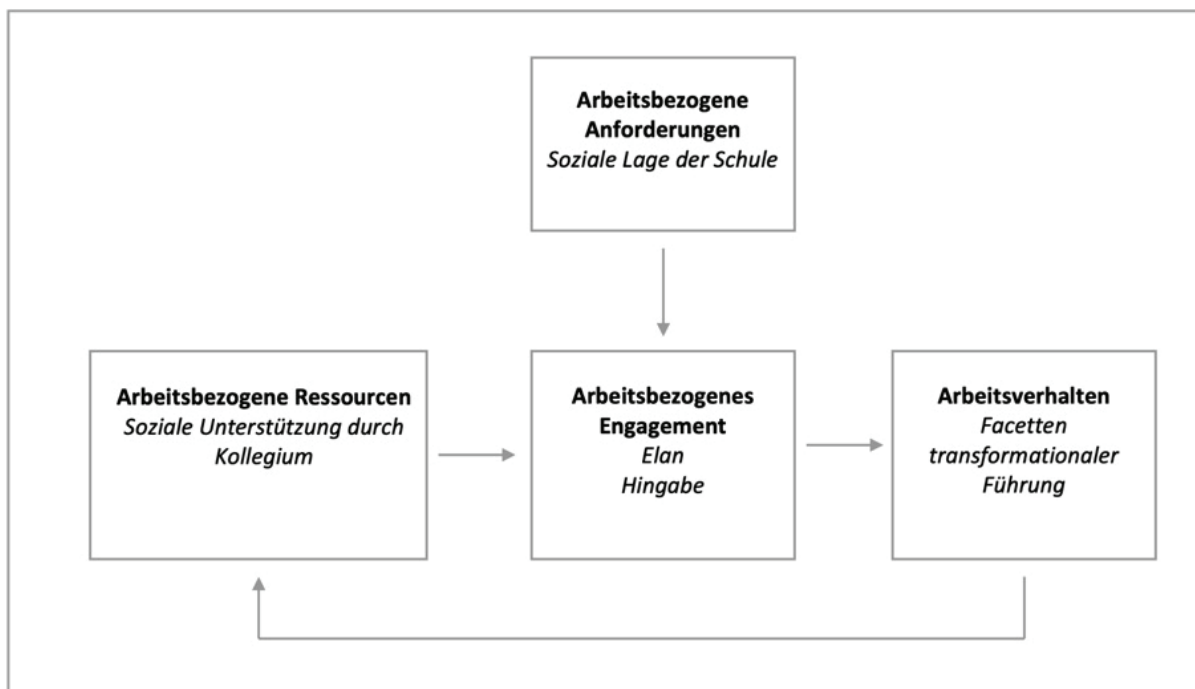 Arbeitsbezogene
Anforderungen
Soziale Lage der Schule
Arbeitsbezogene Ressourcen
Soziale Unterstützung durch
Kollegium
Arbeitsbezogenes
Engagement
Elan
Hingabe
Arbeitsverhalten
Facetten
transformationaler
Führung